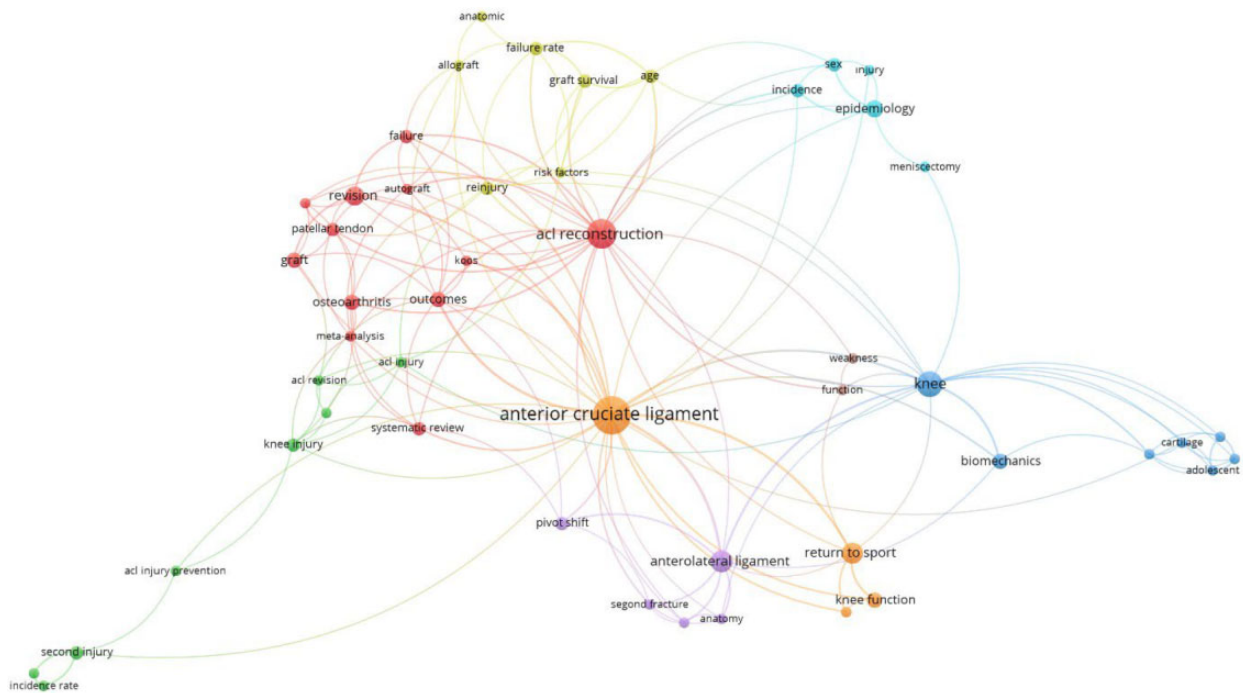 anatomic
failure rate
allograft
graft survival
age
sex
injury
incidence
epidemiology
failure
meniscectomy
risk factors
revision
autograft
reinjury
patellar tendon
acl reconstruction
graft
koos
osteoarthritis
outcomes
meta-analysis
acl injury
weakness
acl revision
function
knee
anterior cruciate ligament
systematic review
knee injury
cartilage
biomechanics
adolescent
pivot shift
return to sport
anterolateral ligament
acl injury prevention
knee function
segond fracture
anatomy
second injury
incidence rate